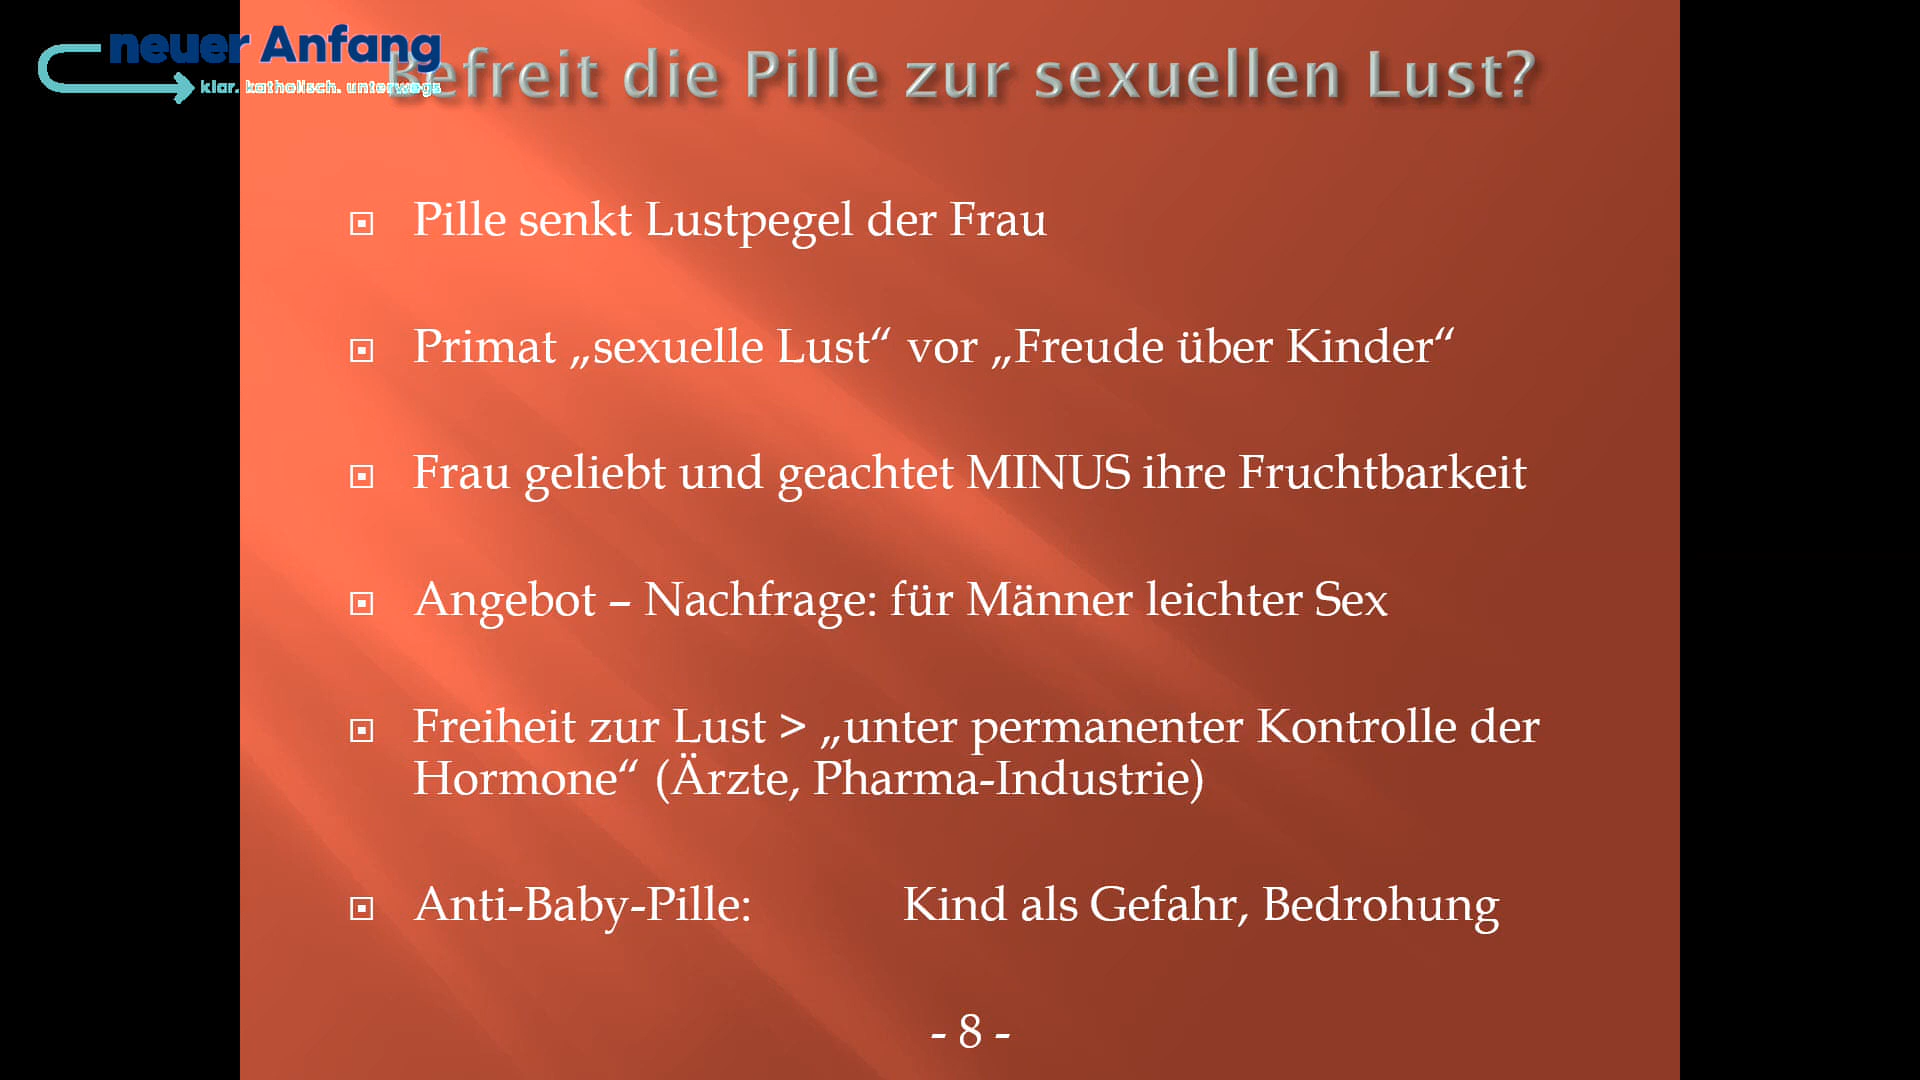 neuer Anfang
klar. katholisch. unterwegs
Befreit die Pille zur sexuellen Lust?
Pille senkt Lustpegel der Frau
Primat „sexuelle Lust“ vor „Freude über Kinder“
Frau geliebt und geachtet MINUS ihre Fruchtbarkeit
Angebot – Nachfrage: für Männer leichter Sex
Freiheit zur Lust > „unter permanenter Kontrolle der
Hormone“ (Ärzte, Pharma-Industrie)
Anti-Baby-Pille: Kind als Gefahr, Bedrohung
- 8 -